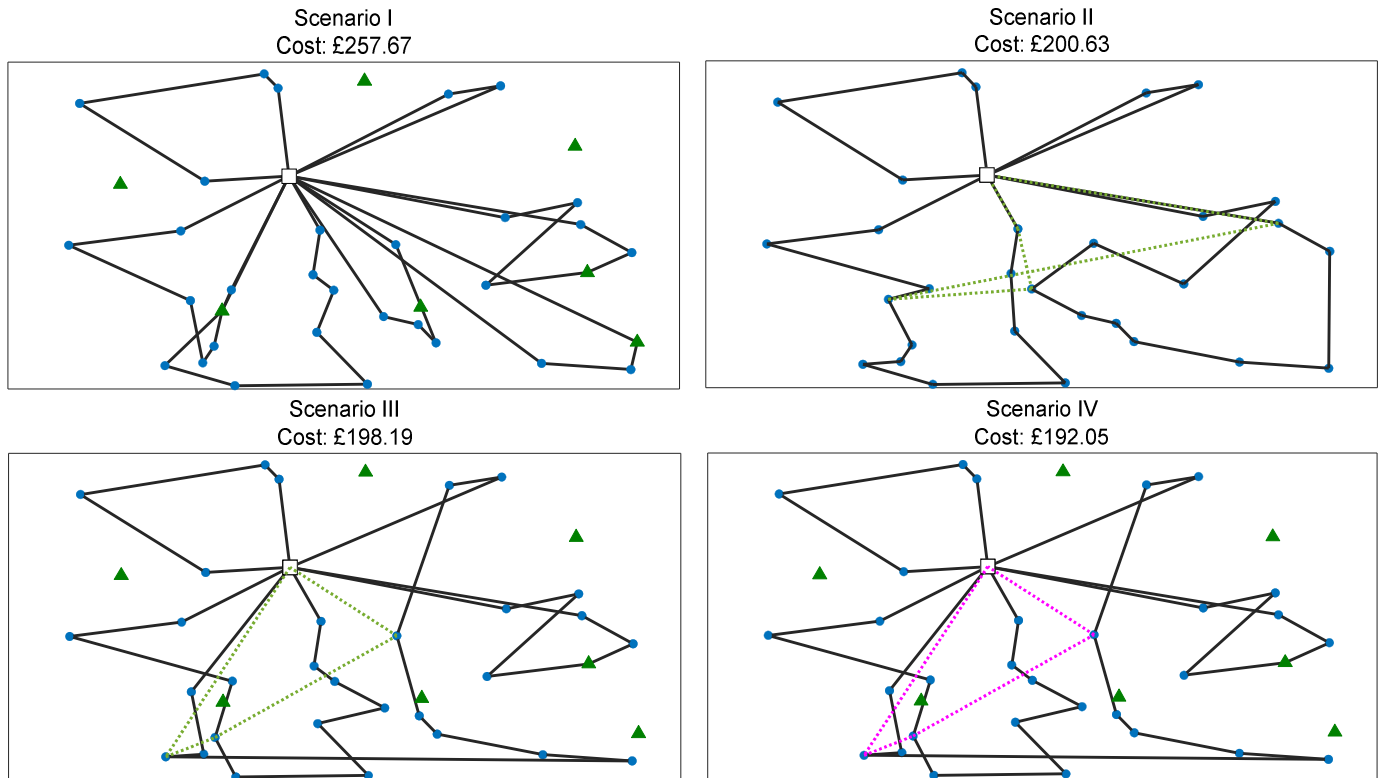 Scenario I
Cost: £257.67
Scenario II
Cost: £200.63
Scenario III
Cost: £198.19
Scenario IV
Cost: £192.05